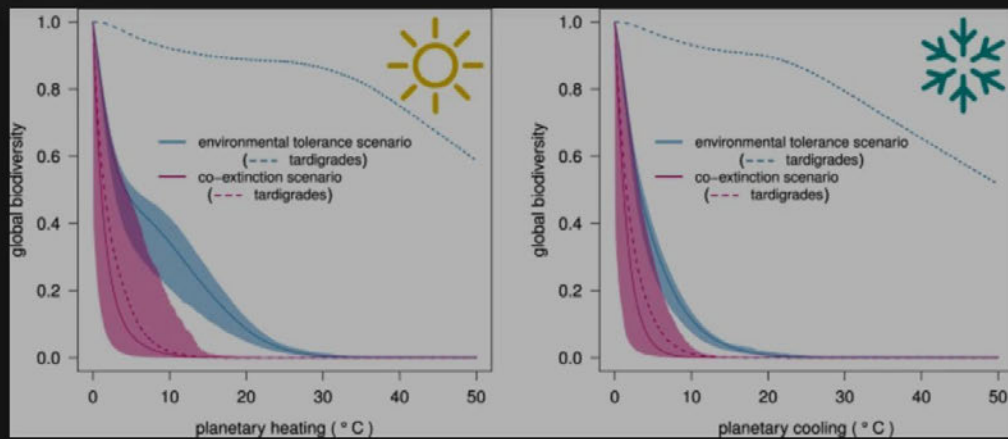 1.0
0.8
0.6
0.4
0.2
0.0
global biodiversity
environmental tolerance scenario
( tardigrades)
co-extinction scenario
( tardigrades)
0 10 20 30 40 50
planetary heating ( ° C )
1.0
0.8
0.6
0.4
0.2
0.0
global biodiversity
environmental tolerance scenario
( tardigrades)
co-extinction scenario
( tardigrades)
0 10 20 30 40 50
planetary cooling ( ° C )